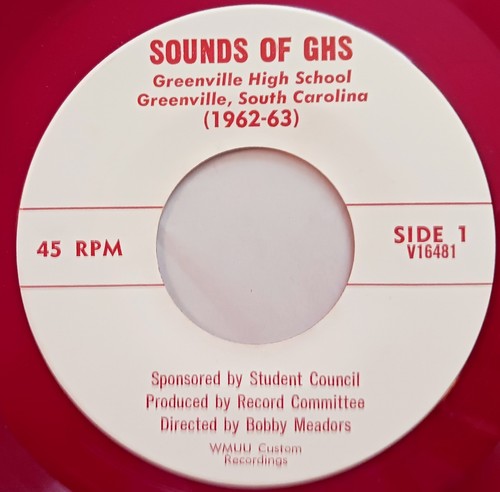 SOUNDS OF GHS
Greenville High School
Greenville, South Carolina
(1962-63)
45 RPM
SIDE 1
V16481
Sponsored by Student Council
Produced by Record Committee
Directed by Bobby Meadors
WMUU Custom
Recordings